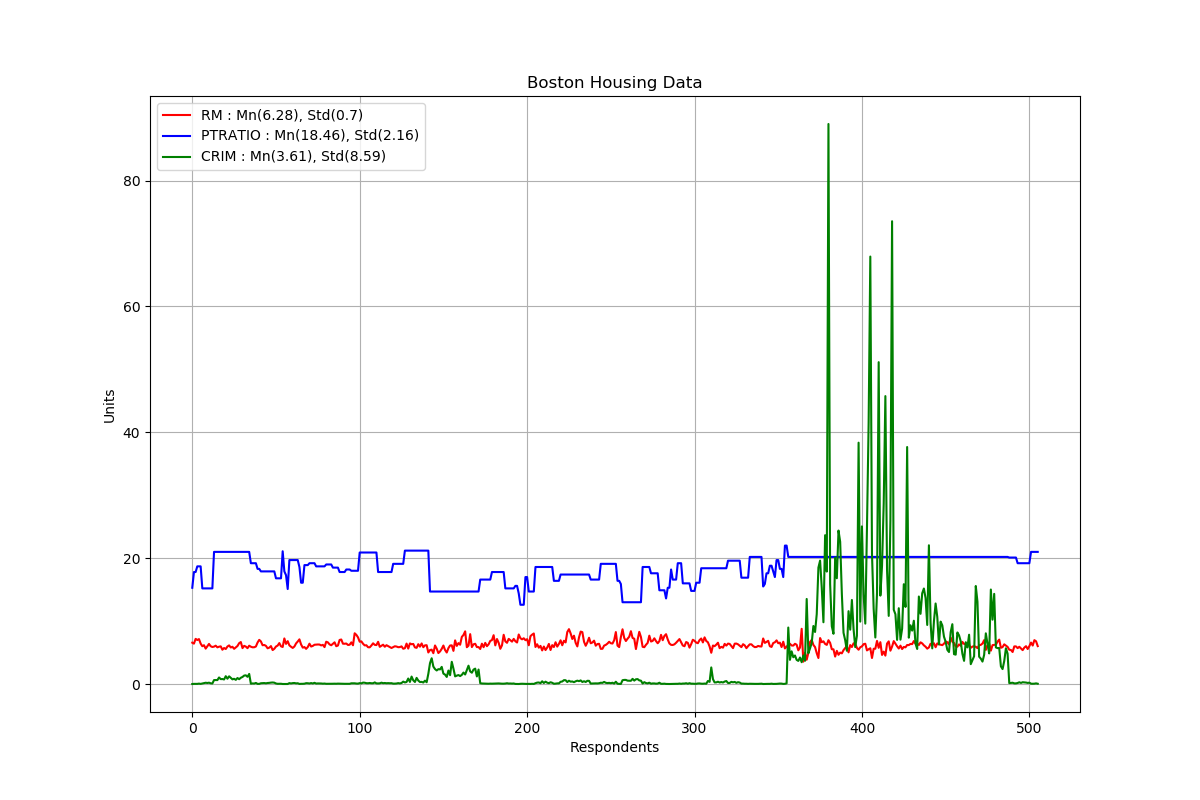 Boston Housing Data
RM : Mn(6.28), Std(0.7)
PTRATIO : Mn(18.46), Std(2.16)
CRIM : Mn(3.61), Std(8.59)
80
60
40
20
0
Units
0 100 200 300 400 500
Respondents